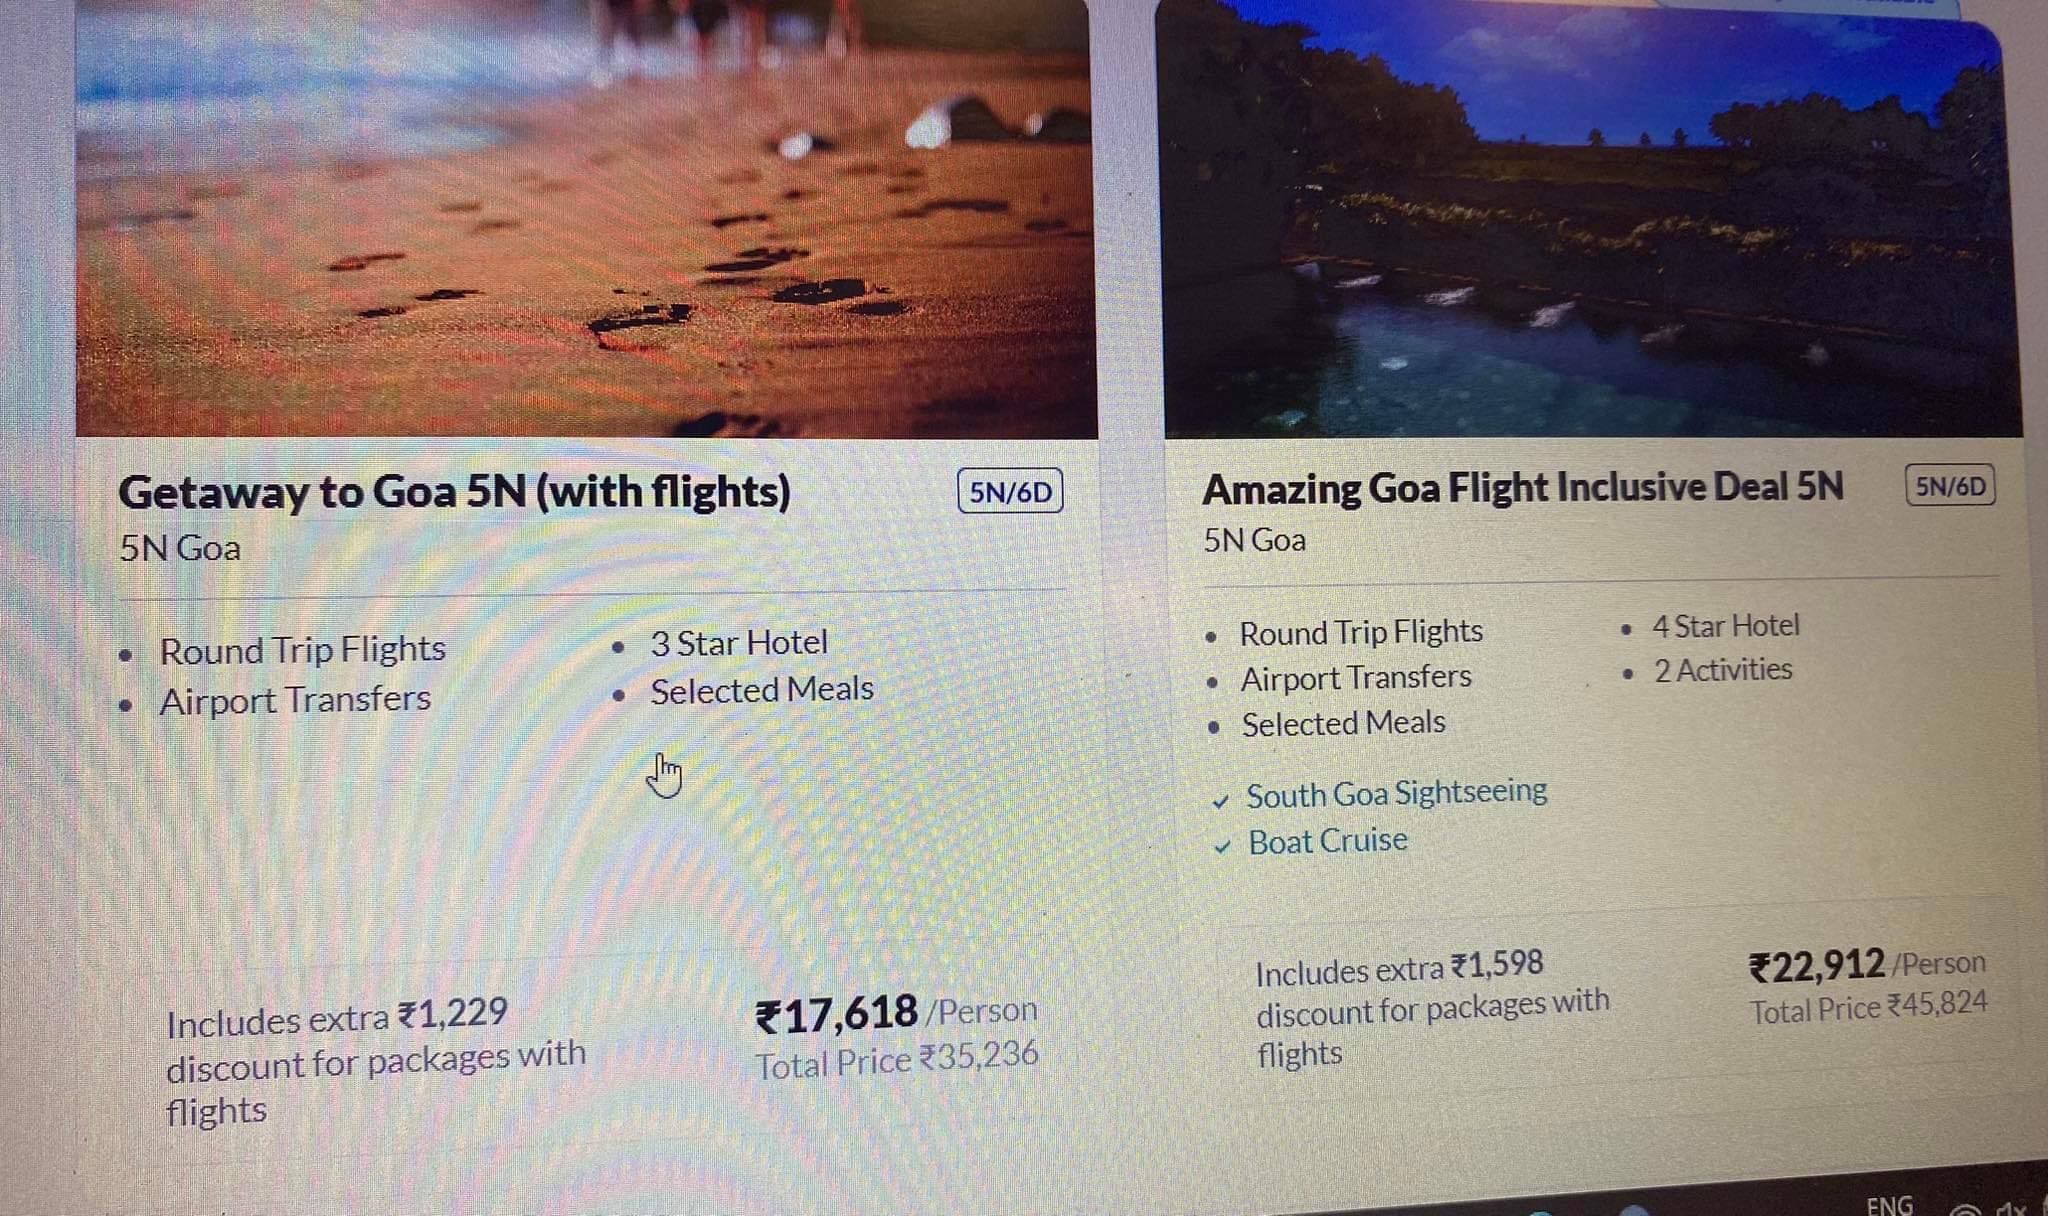 Getaway to Goa 5N (with flights)
5N/6D
5N Goa
• Round Trip Flights
• Airport Transfers
• 3 Star Hotel
• Selected Meals
Includes extra ₹1,229
discount for packages with
flights
₹17,618 /Person
Total Price ₹35,236
Amazing Goa Flight Inclusive Deal 5N
5N/6D
5N Goa
• Round Trip Flights
• Airport Transfers
• Selected Meals
• 4 Star Hotel
• 2 Activities
✓ South Goa Sightseeing
✓ Boat Cruise
Includes extra ₹1,598
discount for packages with
flights
₹22,912 /Person
Total Price ₹45,824
ENG